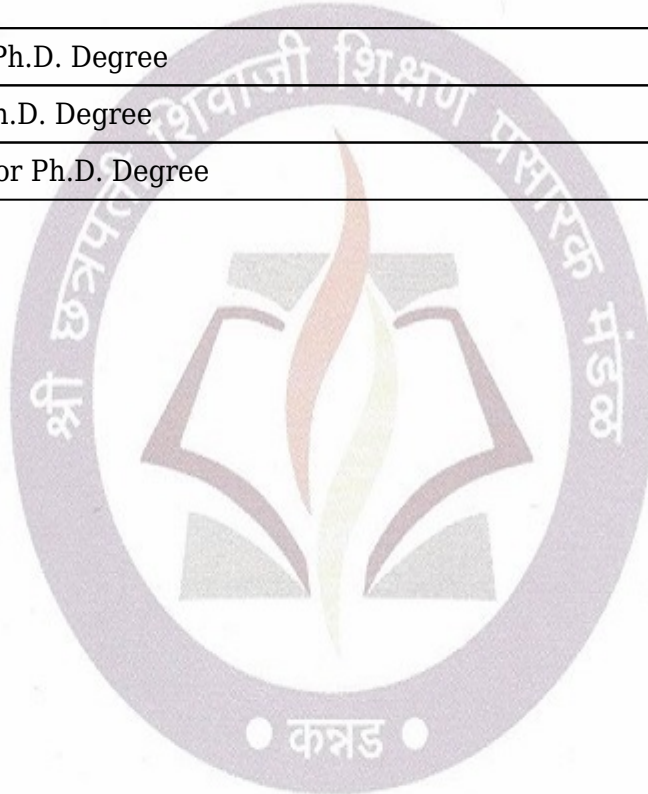 Ph.D. Degree
h.D. Degree
or Ph.D. Degree
श्री छत्रपती शिवाजी शिक्षण प्रसारक मंडळ
• कन्नड •